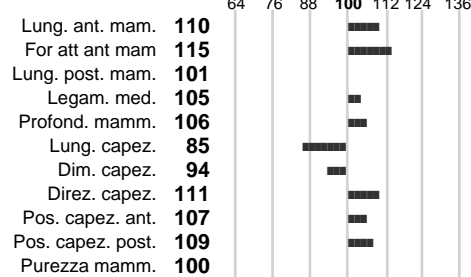 64 76 88 100 112 124 136
Lung. ant. mam. 110
For att ant mam 115
Lung. post. mam. 101
Legam. med. 105
Profond. mamm. 106
Lung. capez. 85
Dim. capez. 94
Direz. capez. 111
Pos. capez. ant. 107
Pos. capez. post. 109
Purezza mamm. 100